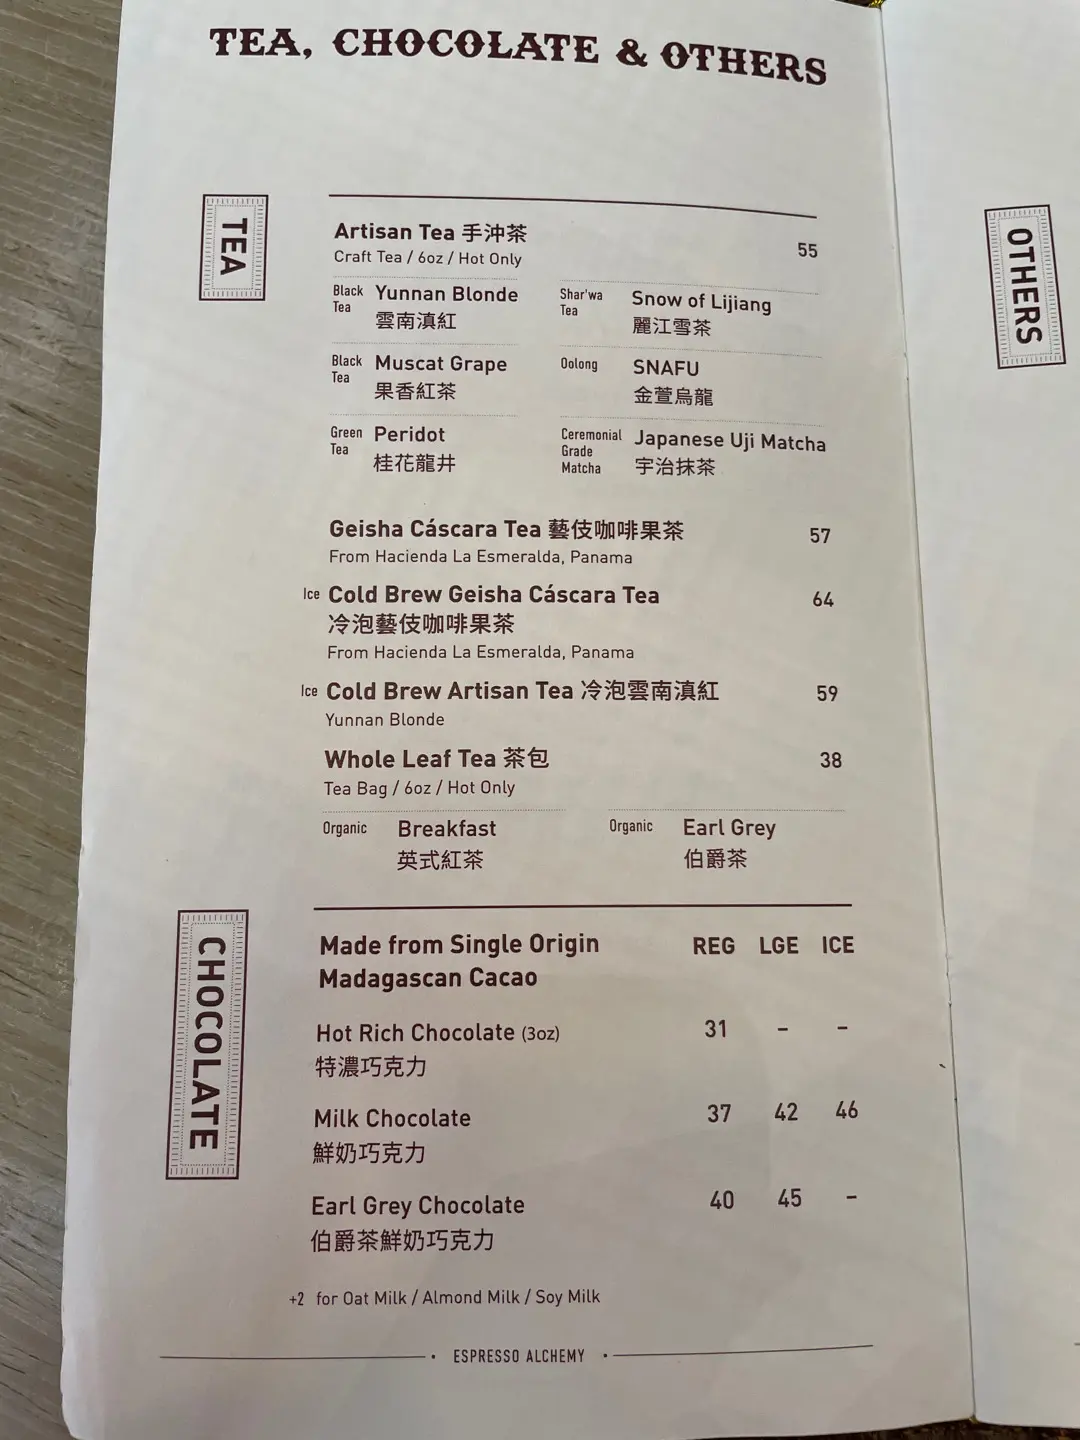 TEA, CHOCOLATE & OTHERS
TEA
Artisan Tea 手沖茶
Craft Tea / 6oz / Hot Only
55
Black Tea
Yunnan Blonde
雲南滇紅
Shar'wa Tea
Snow of Lijiang
麗江雪茶
Black Tea
Muscat Grape
果香紅茶
Oolong
SNAFU
金萱烏龍
Green Tea
Peridot
桂花龍井
Ceremonial Grade Matcha
Japanese Uji Matcha
宇治抹茶
Geisha Cáscara Tea 藝伎咖啡果茶 57
From Hacienda La Esmeralda, Panama
Ice Cold Brew Geisha Cáscara Tea 64
冷泡藝伎咖啡果茶
From Hacienda La Esmeralda, Panama
Ice Cold Brew Artisan Tea 冷泡雲南滇紅 59
Yunnan Blonde
Whole Leaf Tea 茶包 38
Tea Bag / 6oz / Hot Only
Organic Breakfast
英式紅茶
Organic Earl Grey
伯爵茶
CHOCOLATE
Made from Single Origin REG LGE ICE
Madagascan Cacao
Hot Rich Chocolate (3oz) 31 – –
特濃巧克力
Milk Chocolate 37 42 46
鮮奶巧克力
Earl Grey Chocolate 40 45 –
伯爵茶鮮奶巧克力
+2 for Oat Milk / Almond Milk / Soy Milk
ESPRESSO ALCHEMY
OTHERS